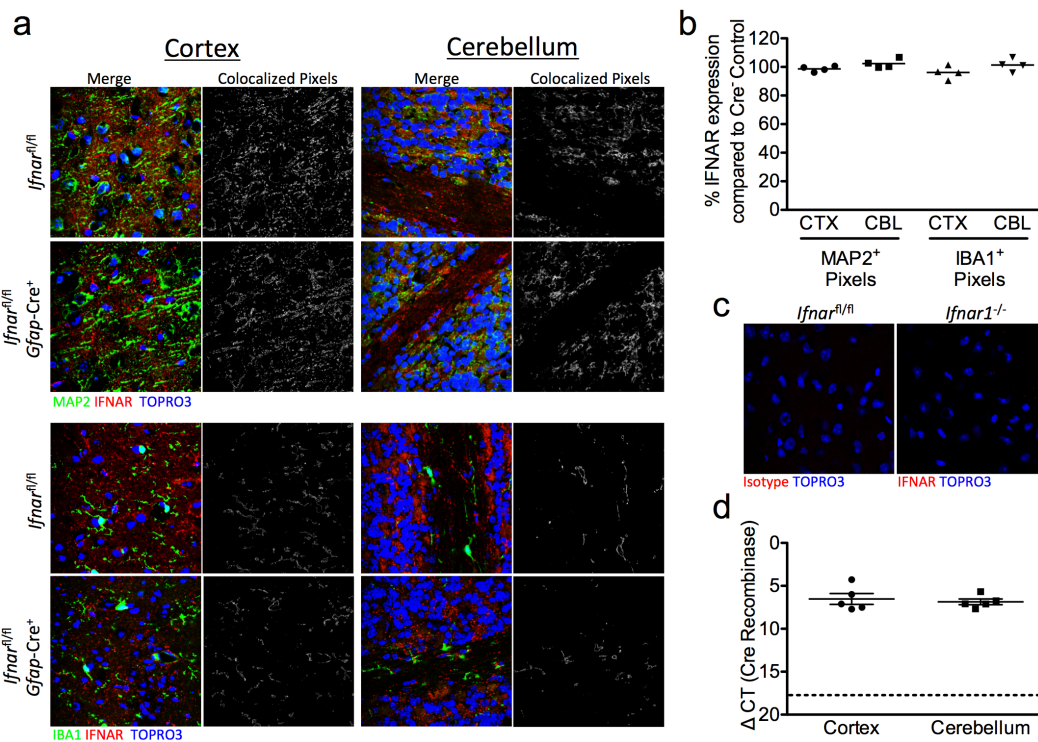 a
Cortex
Cerebellum
Merge
Colocalized Pixels
Merge
Colocalized Pixels
Ifnarfl/fl
Ifnarfl/fl
Gfap-Cre+
MAP2 IFNAR TOPRO3
Ifnarfl/fl
Ifnarfl/fl
Gfap-Cre+
IBA1 IFNAR TOPRO3
b
% IFNAR expression
compared to Cre- Control
120
100
80
60
40
20
0
CTX
CBL
CTX
CBL
MAP2+
Pixels
IBA1+
Pixels
c
Ifnarfl/fl
Ifnar1-/-
Isotype TOPRO3
IFNAR TOPRO3
d
Δ CT (Cre Recombinase)
0
5
10
15
20
Cortex
Cerebellum